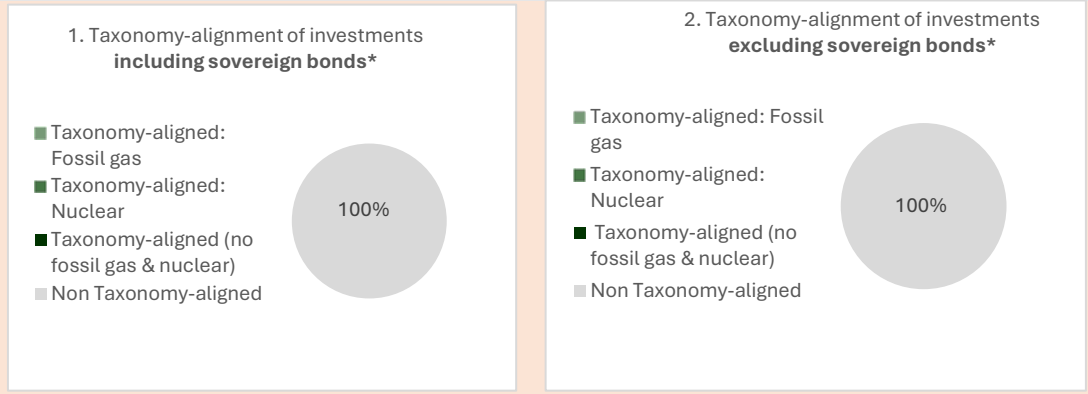 1. Taxonomy-alignment of investments
including sovereign bonds*
Taxonomy-aligned:
Fossil gas
Taxonomy-aligned:
Nuclear
Taxonomy-aligned (no
fossil gas & nuclear)
Non Taxonomy-aligned
100%
2. Taxonomy-alignment of investments
excluding sovereign bonds*
Taxonomy-aligned: Fossil
gas
Taxonomy-aligned:
Nuclear
Taxonomy-aligned (no
fossil gas & nuclear)
Non Taxonomy-aligned
100%